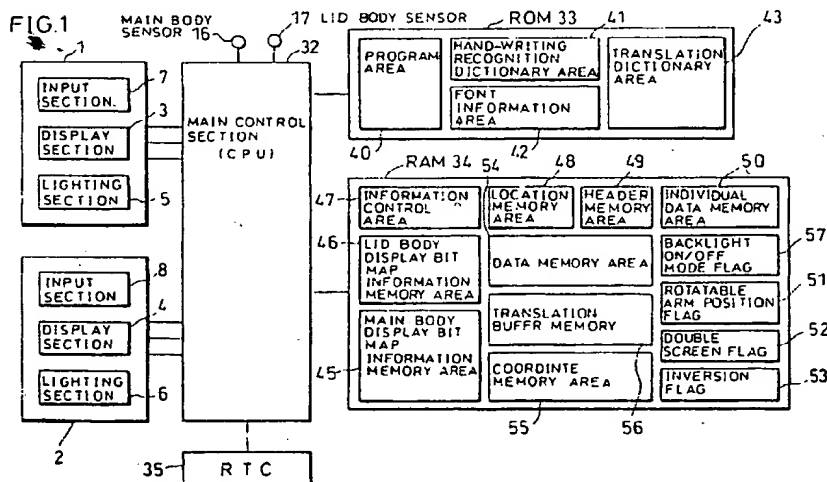 FIG.1
MAIN BODY
SENSOR 16
17 LID BODY SENSOR
32
ROM 33
41
43
1
7
INPUT
SECTION.
3
DISPLAY
SECTION
LIGHTING
SECTION
5
MAIN CONTROL
SECTION
(CPU)
PROGRAM
AREA
HAND-WRITING
RECOGNITION
DICTIONARY AREA
FONT
INFORMATION
AREA
TRANSLATION
DICTIONARY
AREA
40
42
RAM 34
54
48
49
50
47
INFORMATION
CONTROL
AREA
LOCATION
MEMORY
AREA
HEADER
MEMORY
AREA
INDIVIDUAL
DATA MEMORY
AREA
46
LID BODY
DISPLAY BIT
MAP
INFORMATION
MEMORY AREA
DATA MEMORY AREA
BACKLIGHT
ON/OFF
MODE FLAG
57
TRANSLATION
BUFFR MEMORY
ROTATABLE
ARM POSITION
FLAG
51
45
MAIN BODY
DISPLAY BIT
MAP
INFORMATION
MEMORY AREA
COORDINTE
MEMORY AREA
DOUBLE
SCREEN FLAG
52
INVERSION
FLAG
53
55
56
8
INPUT
SECTION
4
DISPLAY
SECTION
LIGHTING
SECTION
6
2
35
RTC